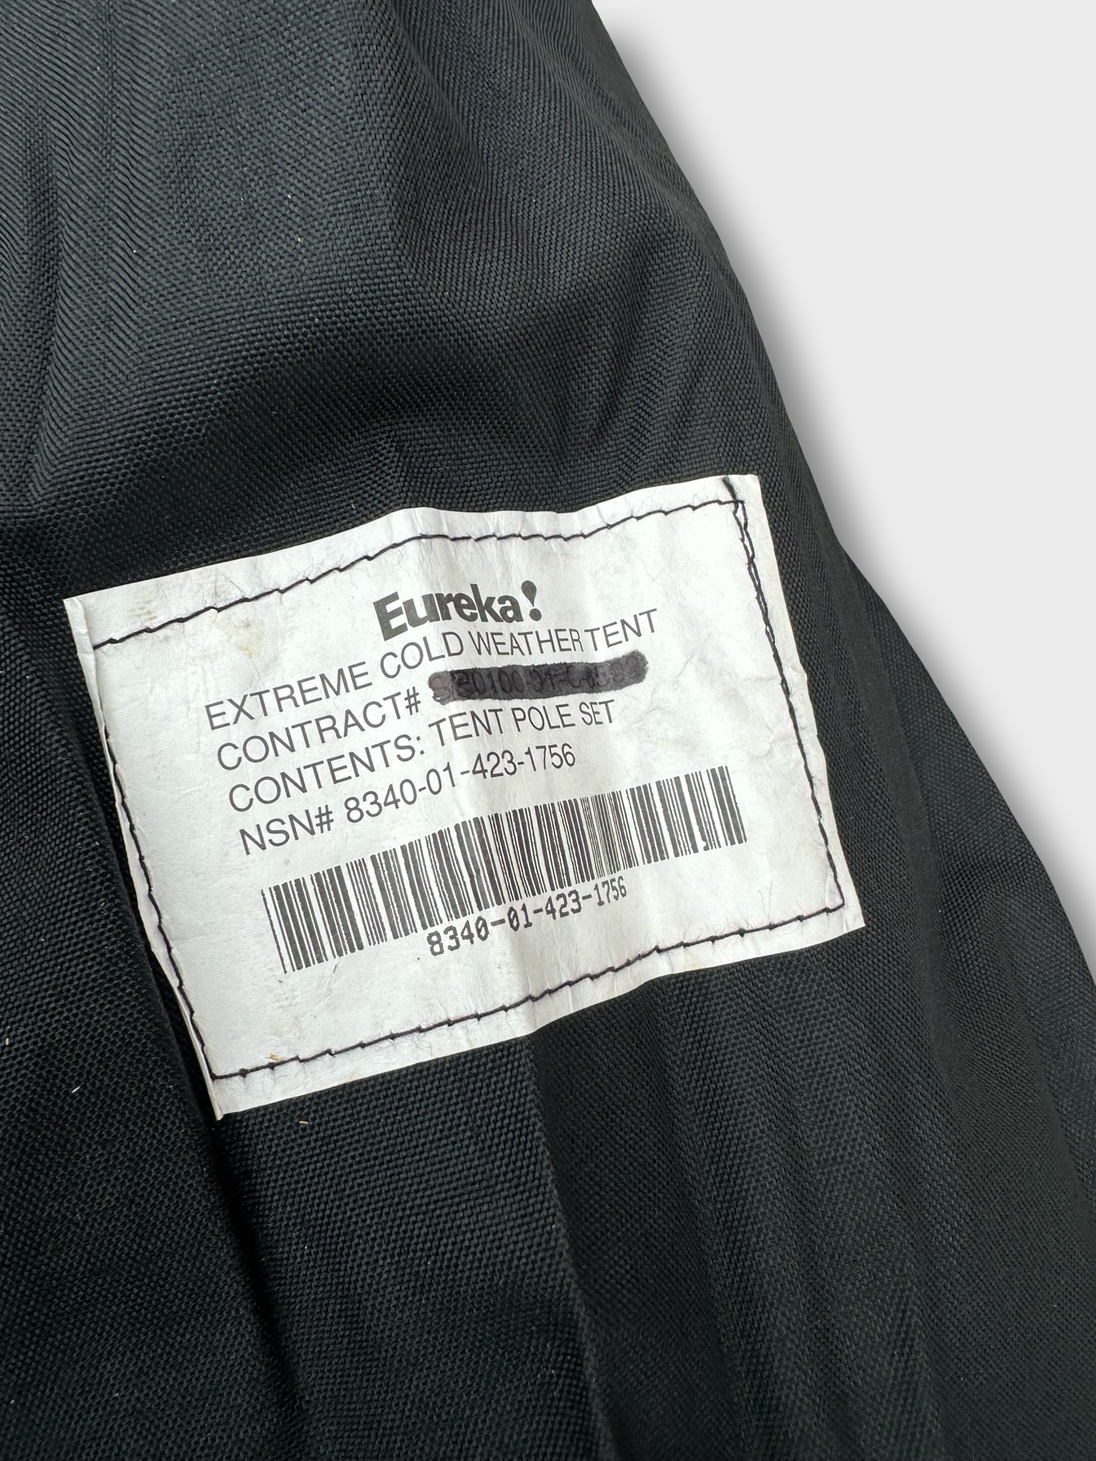 Eureka!
EXTREME COLD WEATHER TENT
CONTRACT#
CONTENTS: TENT POLE SET
NSN# 8340-01-423-1756
8340-01-423-1756